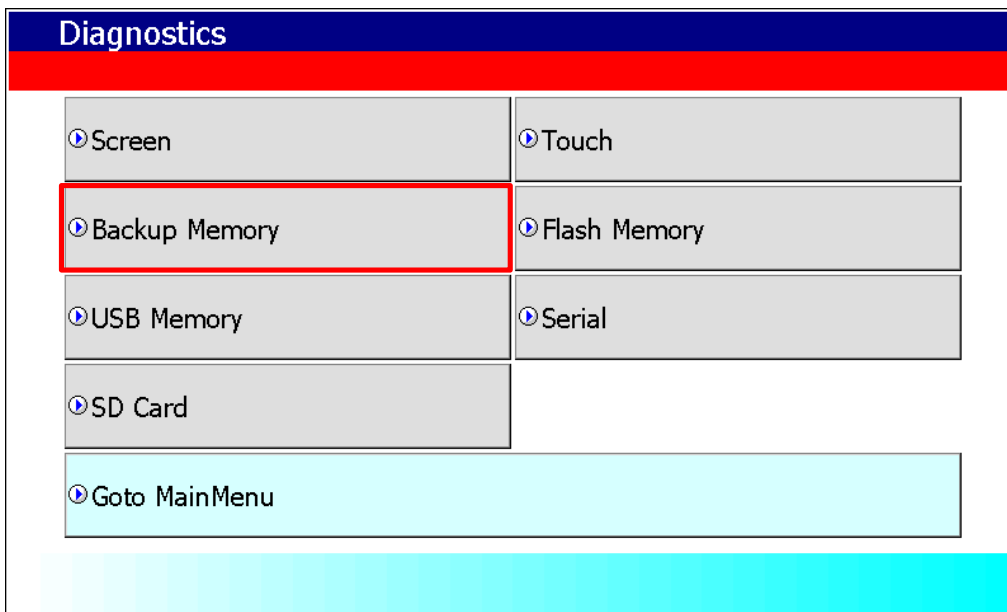 Diagnostics
Screen
Touch
Backup Memory
Flash Memory
USB Memory
Serial
SD Card
Goto MainMenu